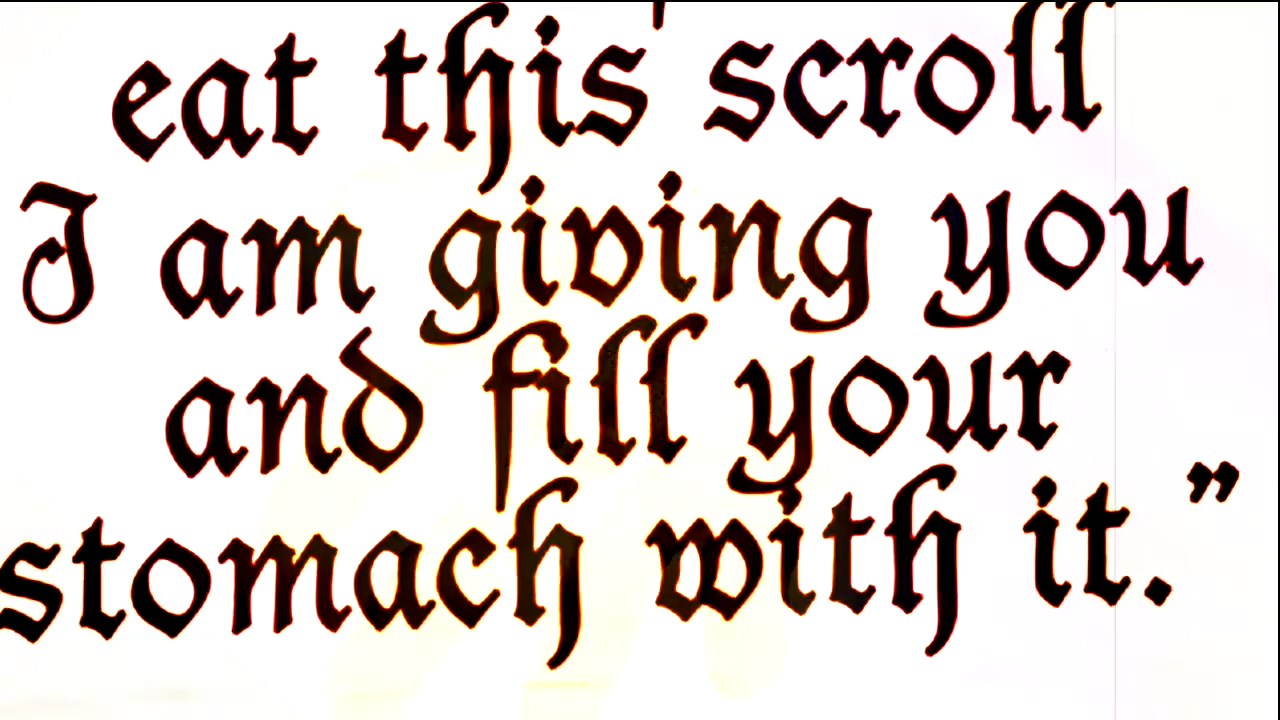 eat this scroll
I am giving you
and fill your
stomach with it.”